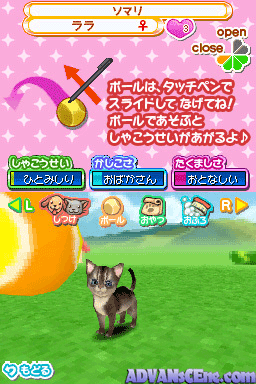 ソマリ
ララ ♀ 3
open
close
ボールは、タッチペンで
スライドして なげてね!
ボールであそぶと
しゃこうせいがあがるよ♪
しゃこうせい かしこさ たくましさ
ひとみしり おばかさん おとなしい
L しつけ ボール おやつ おふろ R
もどる
ADVANSCENE.com